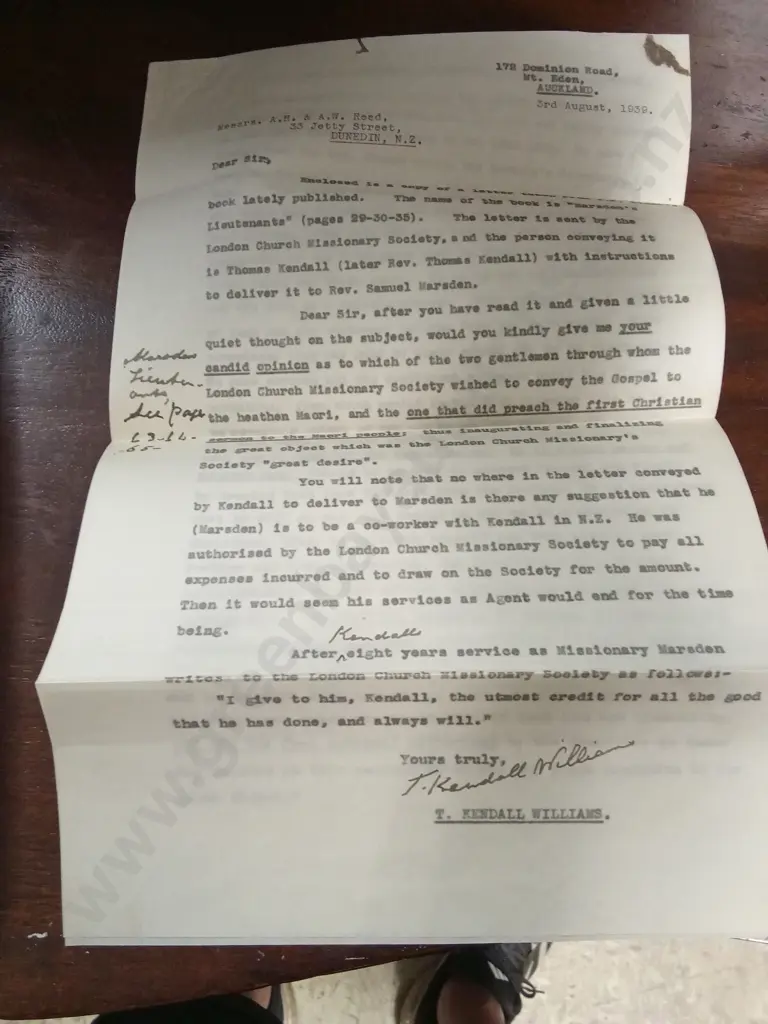 172 Dominion Road,
Mt. Eden,
AUCKLAND.
3rd August, 1939.
Messrs. A.H. & A.W. Reed,
33 Jetty Street,
DUNEDIN, N.Z.
Dear Sir,
Enclosed is a copy of a letter taken
book lately published. The name of the book is "Marsden's
Lieutenants" (pages 29-30-35). The letter is sent by the
London Church Missionary Society, and the person conveying it
is Thomas Kendall (later Rev. Thomas Kendall) with instructions
to deliver it to Rev. Samuel Marsden.
Dear Sir, after you have read it and given a little
quiet thought on the subject, would you kindly give me your
candid opinion as to which of the two gentlemen through whom the
London Church Missionary Society wished to convey the Gospel to
the heathen Maori, and the one that did preach the first Christian
sermon to the Maori people; thus inaugurating and finalizing
the great object which was the London Church Missionary's
Society "great desire".
Marsden
Lieuten-
ants
See page
63-64-
65-
You will note that no where in the letter conveyed
by Kendall to deliver to Marsden is there any suggestion that he
(Marsden) is to be a co-worker with Kendall in N.Z. He was
authorised by the London Church Missionary Society to pay all
expenses incurred and to draw on the Society for the amount.
Then it would seem his services as Agent would end for the time
being.
Kendall
After eight years service as Missionary Marsden
writes to the London Church Missionary Society as follows:-
"I give to him, Kendall, the utmost credit for all the good
that he has done, and always will."
Yours truly,
T. Kendall Williams
T. KENDALL WILLIAMS.